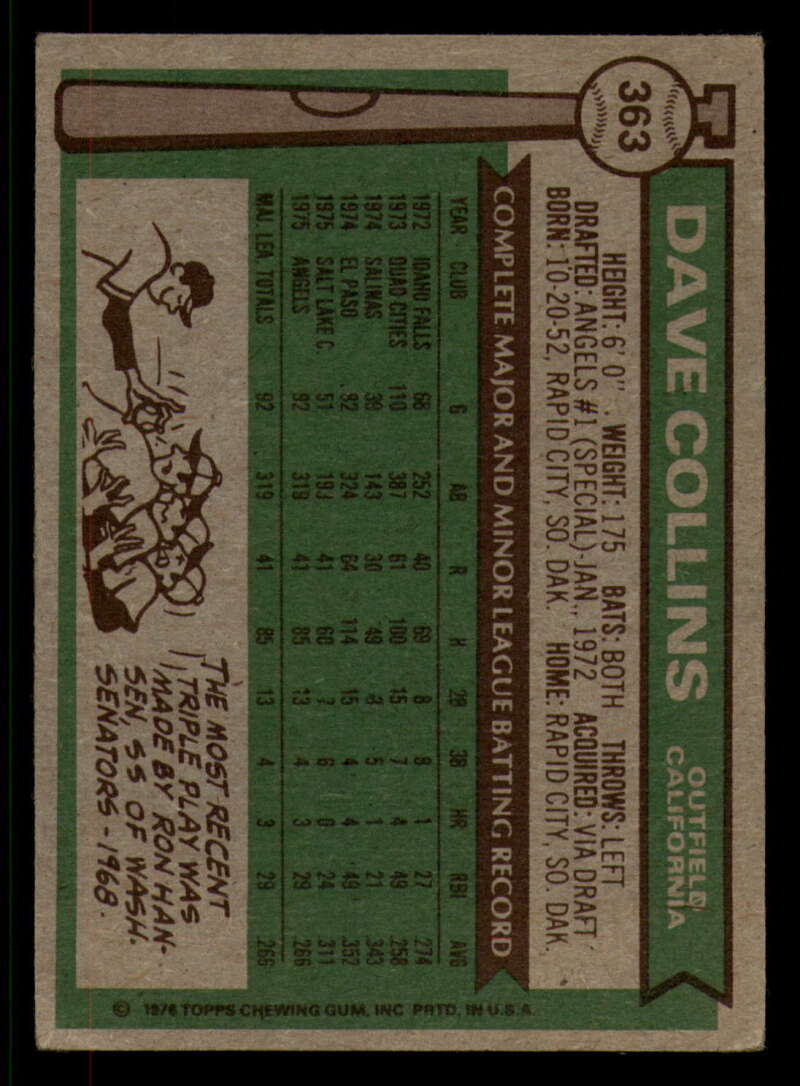 363
DAVE COLLINS
OUTFIELD
CALIFORNIA
HEIGHT: 6' 0". WEIGHT: 175 BATS: BOTH THROWS: LEFT
DRAFTED: ANGELS #1 (SPECIAL)-JAN., 1972 ACQUIRED: VIA DRAFT
BORN: 10-20-52, RAPID CITY, SO. DAK. HOME: RAPID CITY, SO. DAK.
COMPLETE MAJOR AND MINOR LEAGUE BATTING RECORD
YEAR CLUB G AB R H 2B 3B HR RBI AVG
1972 IDAHO FALLS 68 252 40 69 8 8 1 27 .274
1973 QUAD CITIES 110 387 61 100 15 7 4 49 .258
1974 SALINAS 39 143 30 49 8 5 1 21 .343
1974 EL PASO 92 324 64 114 15 4 4 49 .352
1975 SALT LAKE C. 51 193 41 60 7 6 0 24 .311
1975 ANGELS 92 319 41 85 13 4 3 29 .266
MAJ. LEA. TOTALS 92 319 41 85 13 4 3 29 .266
THE MOST RECENT
TRIPLE PLAY WAS
MADE BY RON HAN-
SEN, SS OF WASH.
SENATORS - 1968.
© 1976 TOPPS CHEWING GUM, INC PRTD. IN U.S.A.